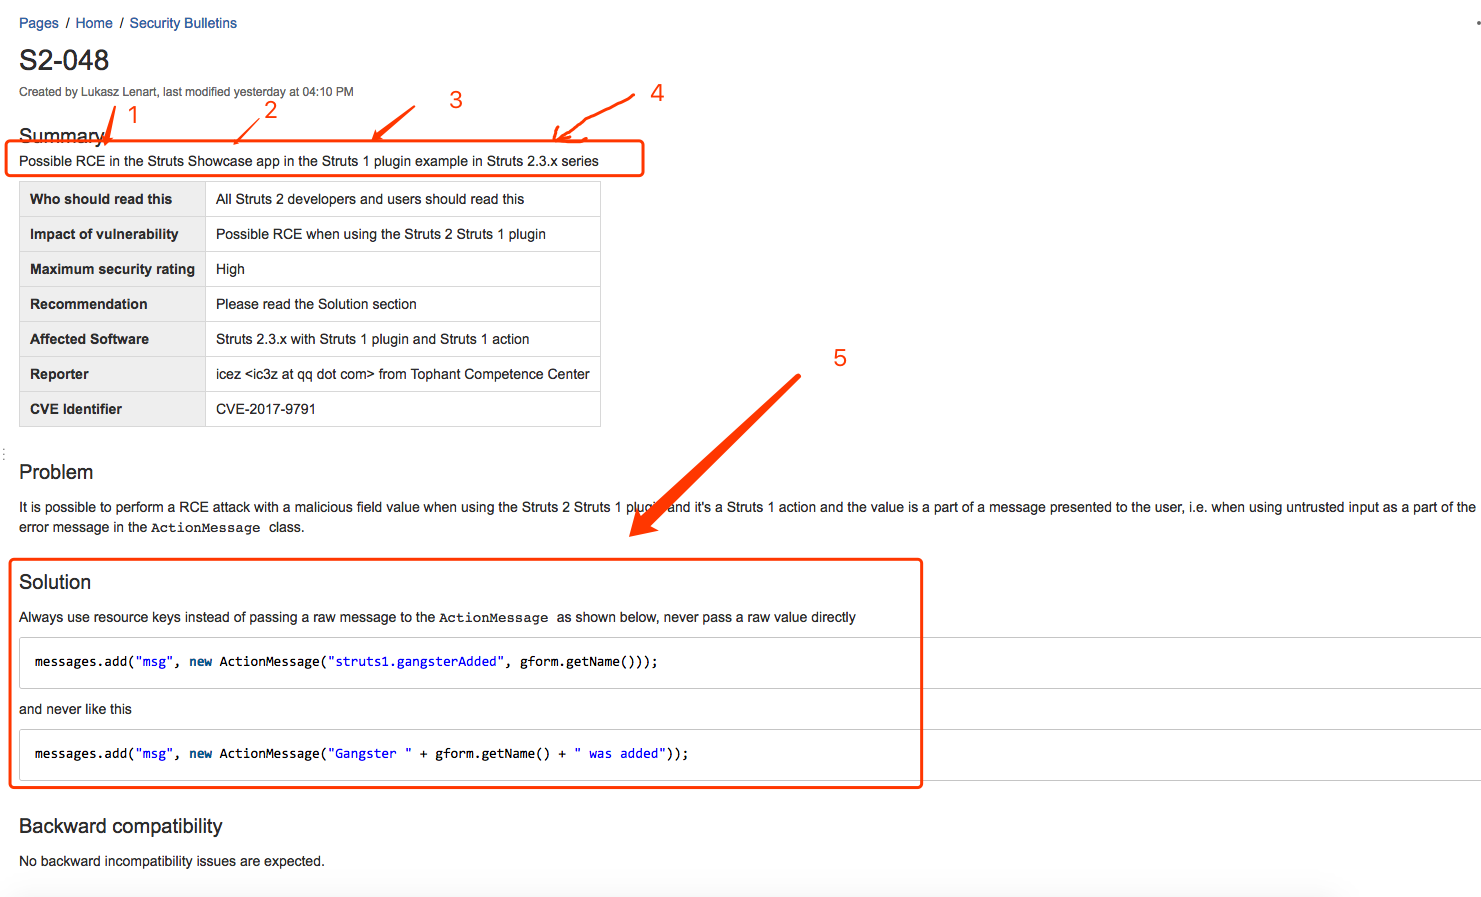 Pages / Home / Security Bulletins
S2-048
Created by Lukasz Lenart, last modified yesterday at 04:10 PM
1
2
3
4
Summary
Possible RCE in the Struts Showcase app in the Struts 1 plugin example in Struts 2.3.x series
Who should read this All Struts 2 developers and users should read this
Impact of vulnerability Possible RCE when using the Struts 2 Struts 1 plugin
Maximum security rating High
Recommendation Please read the Solution section
Affected Software Struts 2.3.x with Struts 1 plugin and Struts 1 action
5
Reporter icez <ic3z at qq dot com> from Tophant Competence Center
CVE Identifier CVE-2017-9791
Problem
It is possible to perform a RCE attack with a malicious field value when using the Struts 2 Struts 1 plugin and it's a Struts 1 action and the value is a part of a message presented to the user, i.e. when using untrusted input as a part of the
error message in the ActionMessage class.
Solution
Always use resource keys instead of passing a raw message to the ActionMessage as shown below, never pass a raw value directly
messages.add("msg", new ActionMessage("struts1.gangsterAdded", gform.getName()));
and never like this
messages.add("msg", new ActionMessage("Gangster " + gform.getName() + " was added"));
Backward compatibility
No backward incompatibility issues are expected.